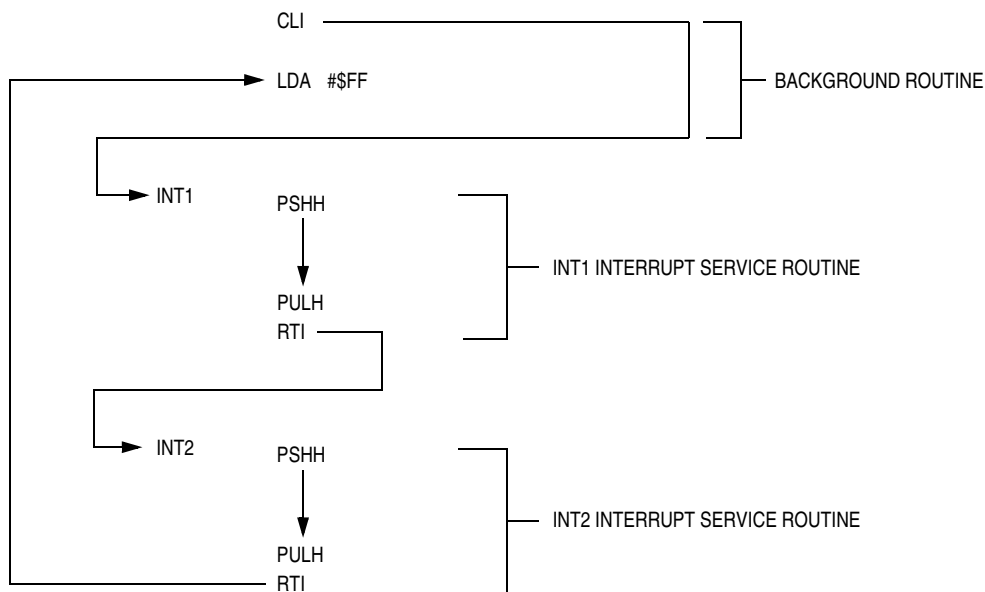 CLI
LDA #$FF
BACKGROUND ROUTINE
INT1
PSHH
INT1 INTERRUPT SERVICE ROUTINE
PULH
RTI
INT2
PSHH
INT2 INTERRUPT SERVICE ROUTINE
PULH
RTI